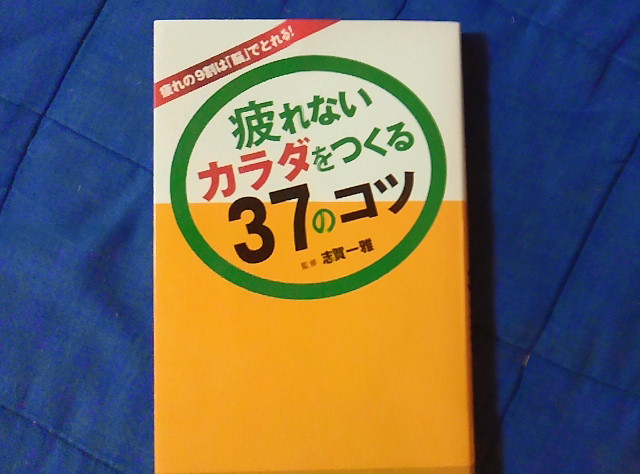 疲れの9割は「脳」でとれる!
疲れない
カラダをつくる
37のコツ
監修 志賀一雅